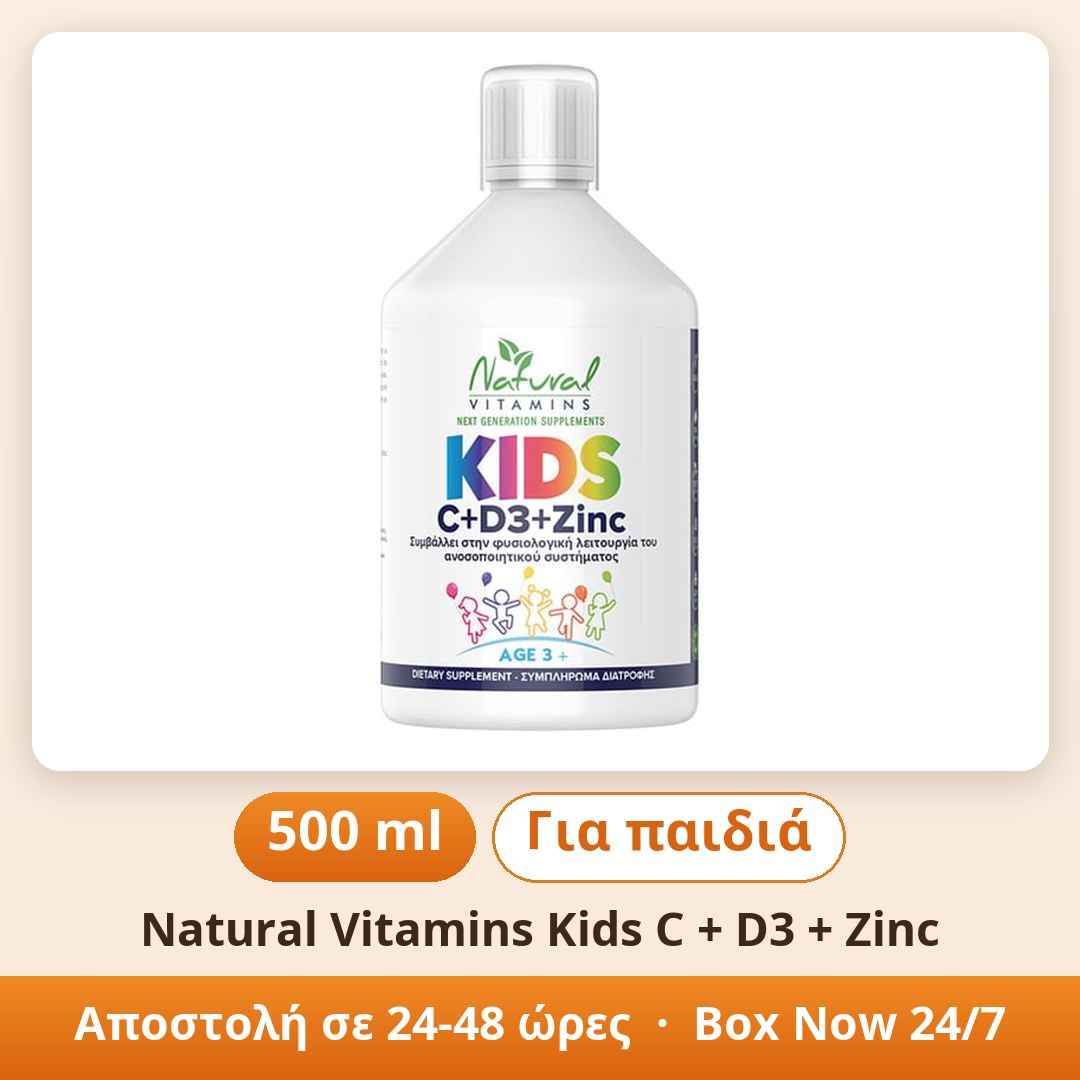 Natural
VITAMINS
NEXT GENERATION SUPPLEMENTS
KIDS
C+D3+Zinc
Συμβάλλει στην φυσιολογική λειτουργία του
ανοσοποιητικού συστήματος
AGE 3 +
DIETARY SUPPLEMENT - ΣΥΜΠΛΗΡΩΜΑ ΔΙΑΤΡΟΦΗΣ
500 ml
Για παιδιά
Natural Vitamins Kids C + D3 + Zinc
Αποστολή σε 24-48 ώρες · Box Now 24/7